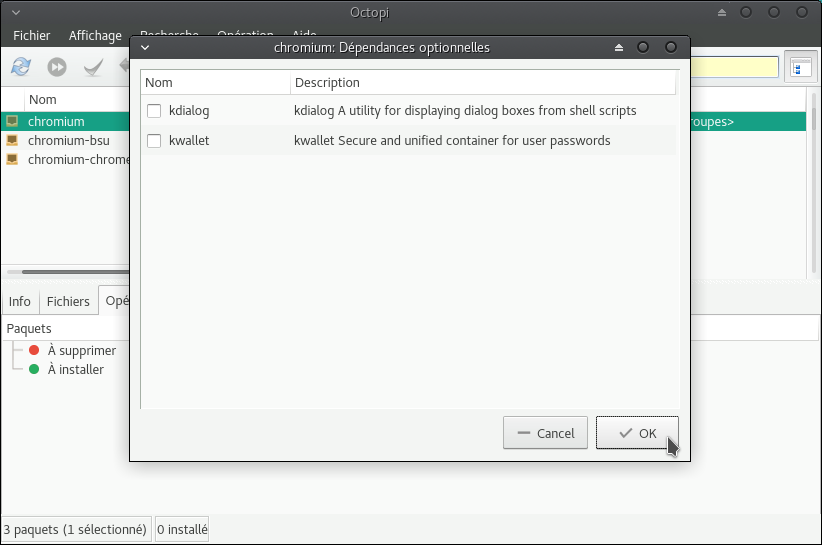 Octopi
Fichier Affichage Recherche Opération Aide
chromium: Dépendances optionnelles
Nom Description
kdialog kdialog A utility for displaying dialog boxes from shell scripts
kwallet kwallet Secure and unified container for user passwords
Cancel OK
Nom
chromium roupes>
chromium-bsu
chromium-chrome
Info Fichiers Opé
Paquets
À supprimer
À installer
3 paquets (1 sélectionné) 0 installé